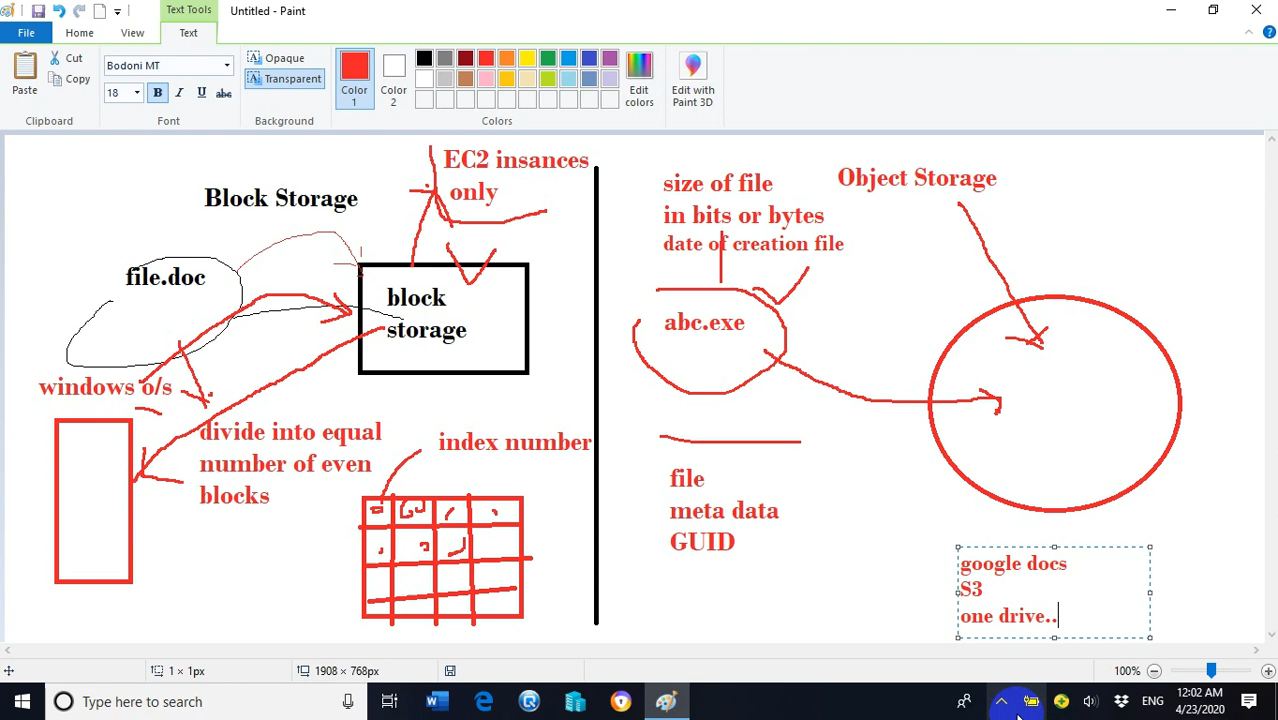 Text Tools
Untitled - Paint
File
Home
View
Text
Paste
Cut
Copy
Clipboard
Bodoni MT
18
B
I
U
abc
Font
Opaque
Transparent
Background
Color
1
Color
2
Edit
colors
Edit with
Paint 3D
Colors
Block Storage
EC2 insances
only
file.doc
block
storage
windows o/s
divide into equal
number of even
blocks
index number
size of file
in bits or bytes
date of creation file
Object Storage
abc.exe
file
meta data
GUID
google docs
S3
one drive..
1 × 1px
1908 × 768px
100%
Type here to search
ENG
12:02 AM
4/23/2020